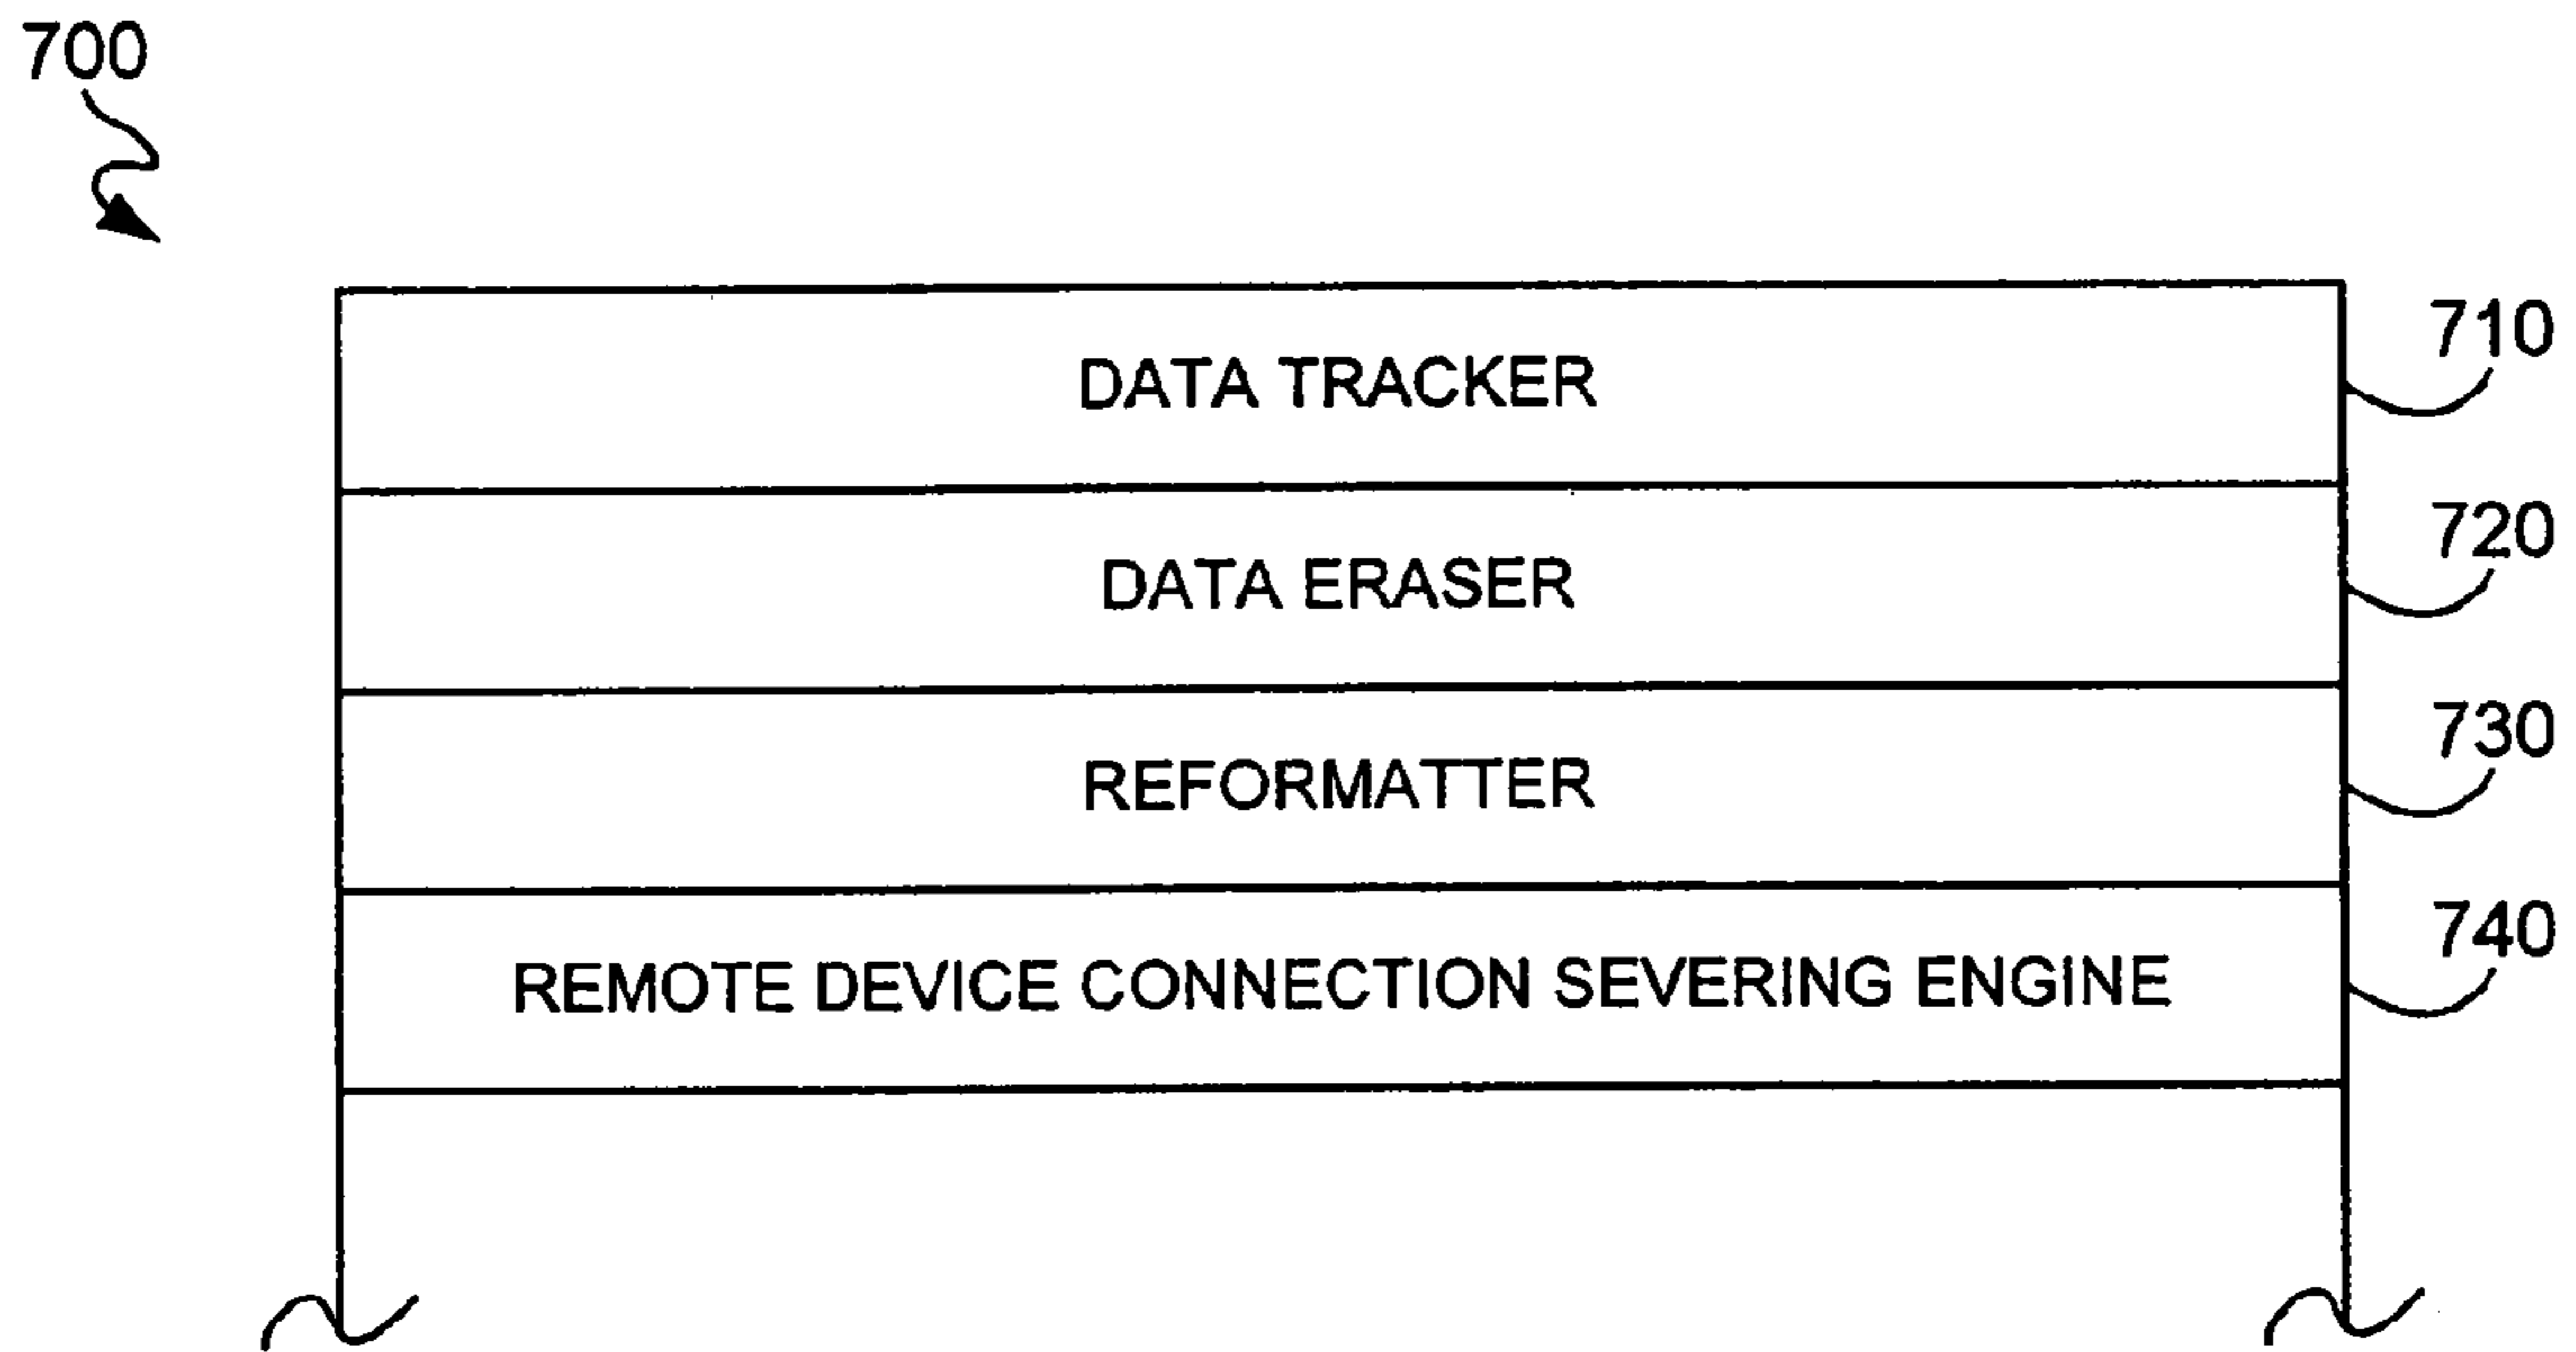 700
DATA TRACKER
710
DATA ERASER
720
REFORMATTER
730
REMOTE DEVICE CONNECTION SEVERING ENGINE
740